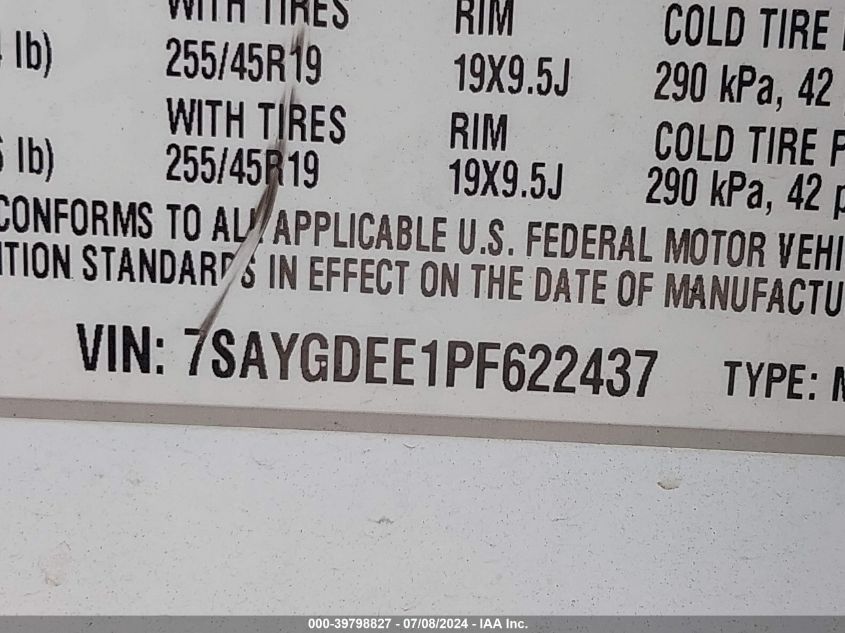 WITH TIRES RIM COLD TIRE
lb) 255/45R19 19X9.5J 290 kPa, 42
WITH TIRES RIM COLD TIRE P
lb) 255/45R19 19X9.5J 290 kPa, 42 p
CONFORMS TO ALL APPLICABLE U.S. FEDERAL MOTOR VEHI
TION STANDARDS IN EFFECT ON THE DATE OF MANUFACTU
VIN: 7SAYGDEE1PF622437 TYPE: M
000-39798827 - 07/08/2024 - IAA Inc.